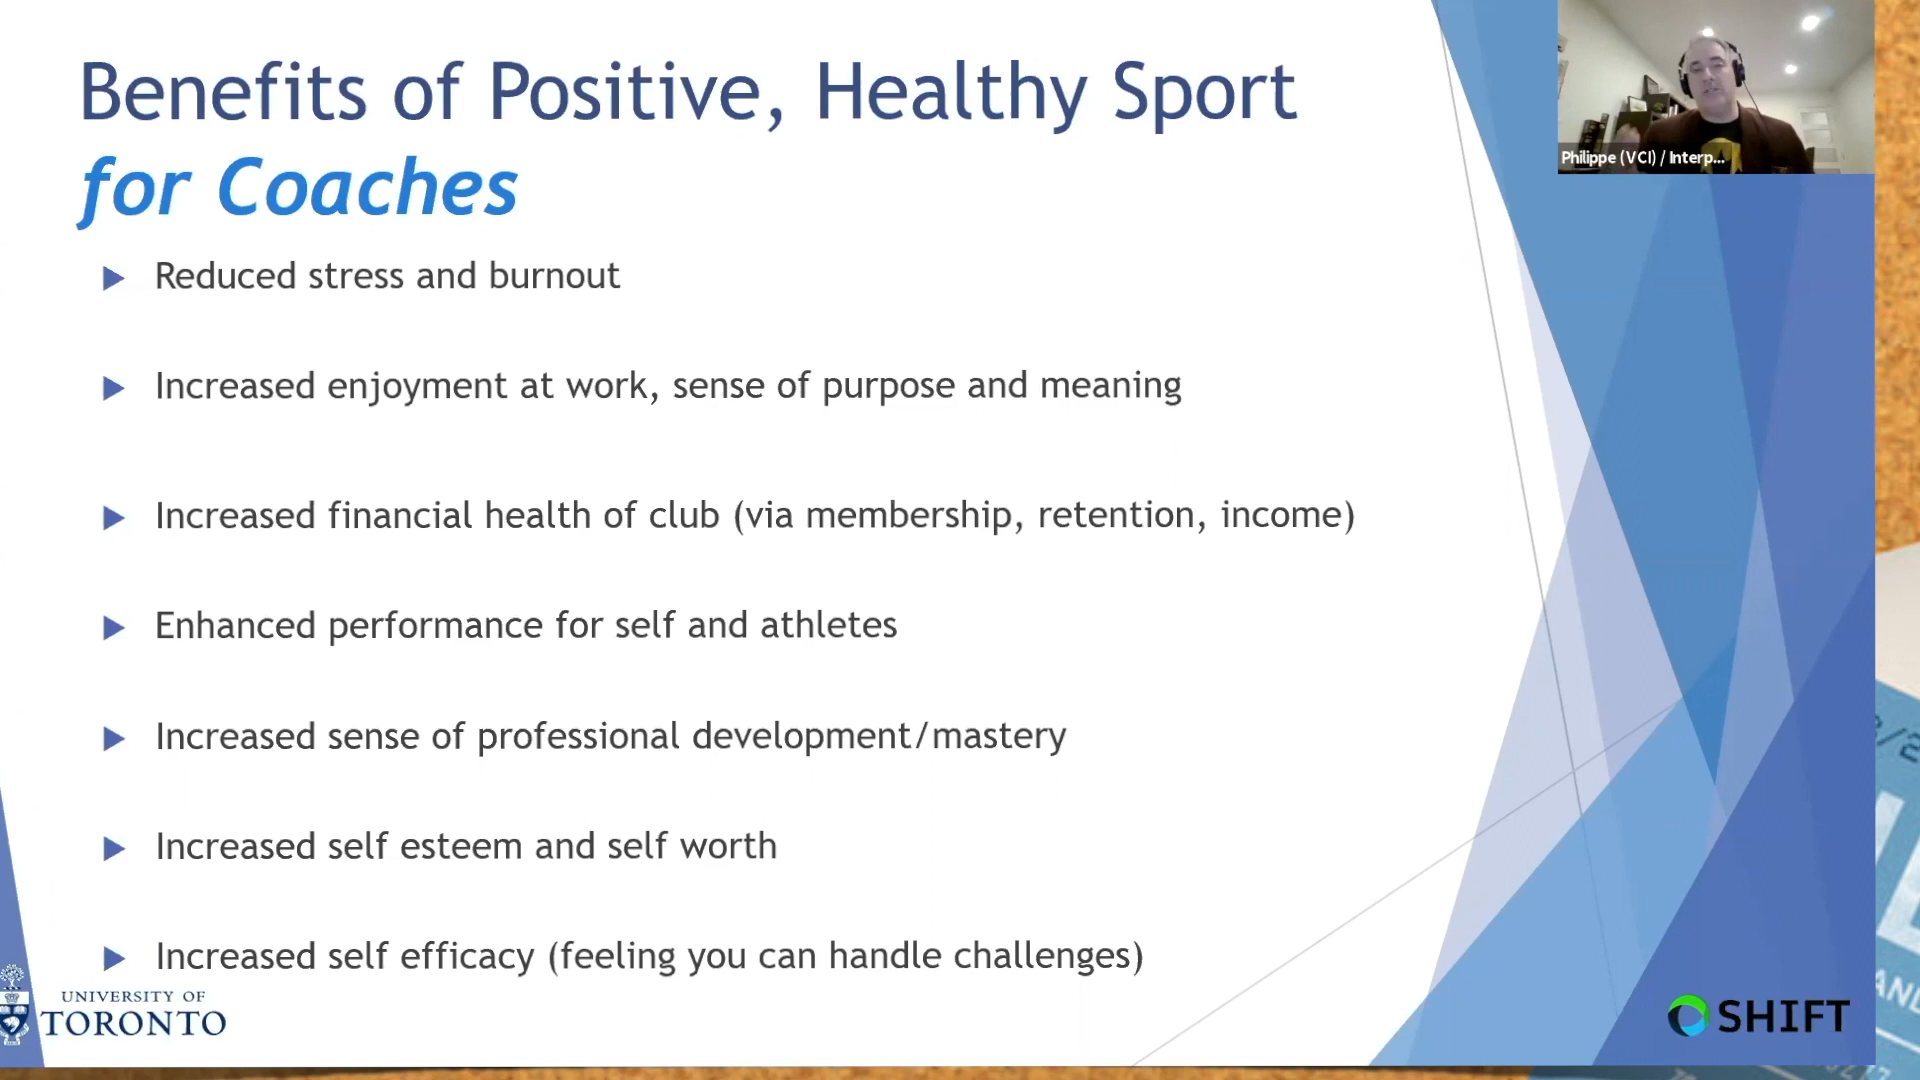 Benefits of Positive, Healthy Sport
for Coaches
Philippe (VCI) / Interp...
Reduced stress and burnout
Increased enjoyment at work, sense of purpose and meaning
Increased financial health of club (via membership, retention, income)
Enhanced performance for self and athletes
Increased sense of professional development/mastery
Increased self esteem and self worth
Increased self efficacy (feeling you can handle challenges)
UNIVERSITY OF
TORONTO
SHIFT